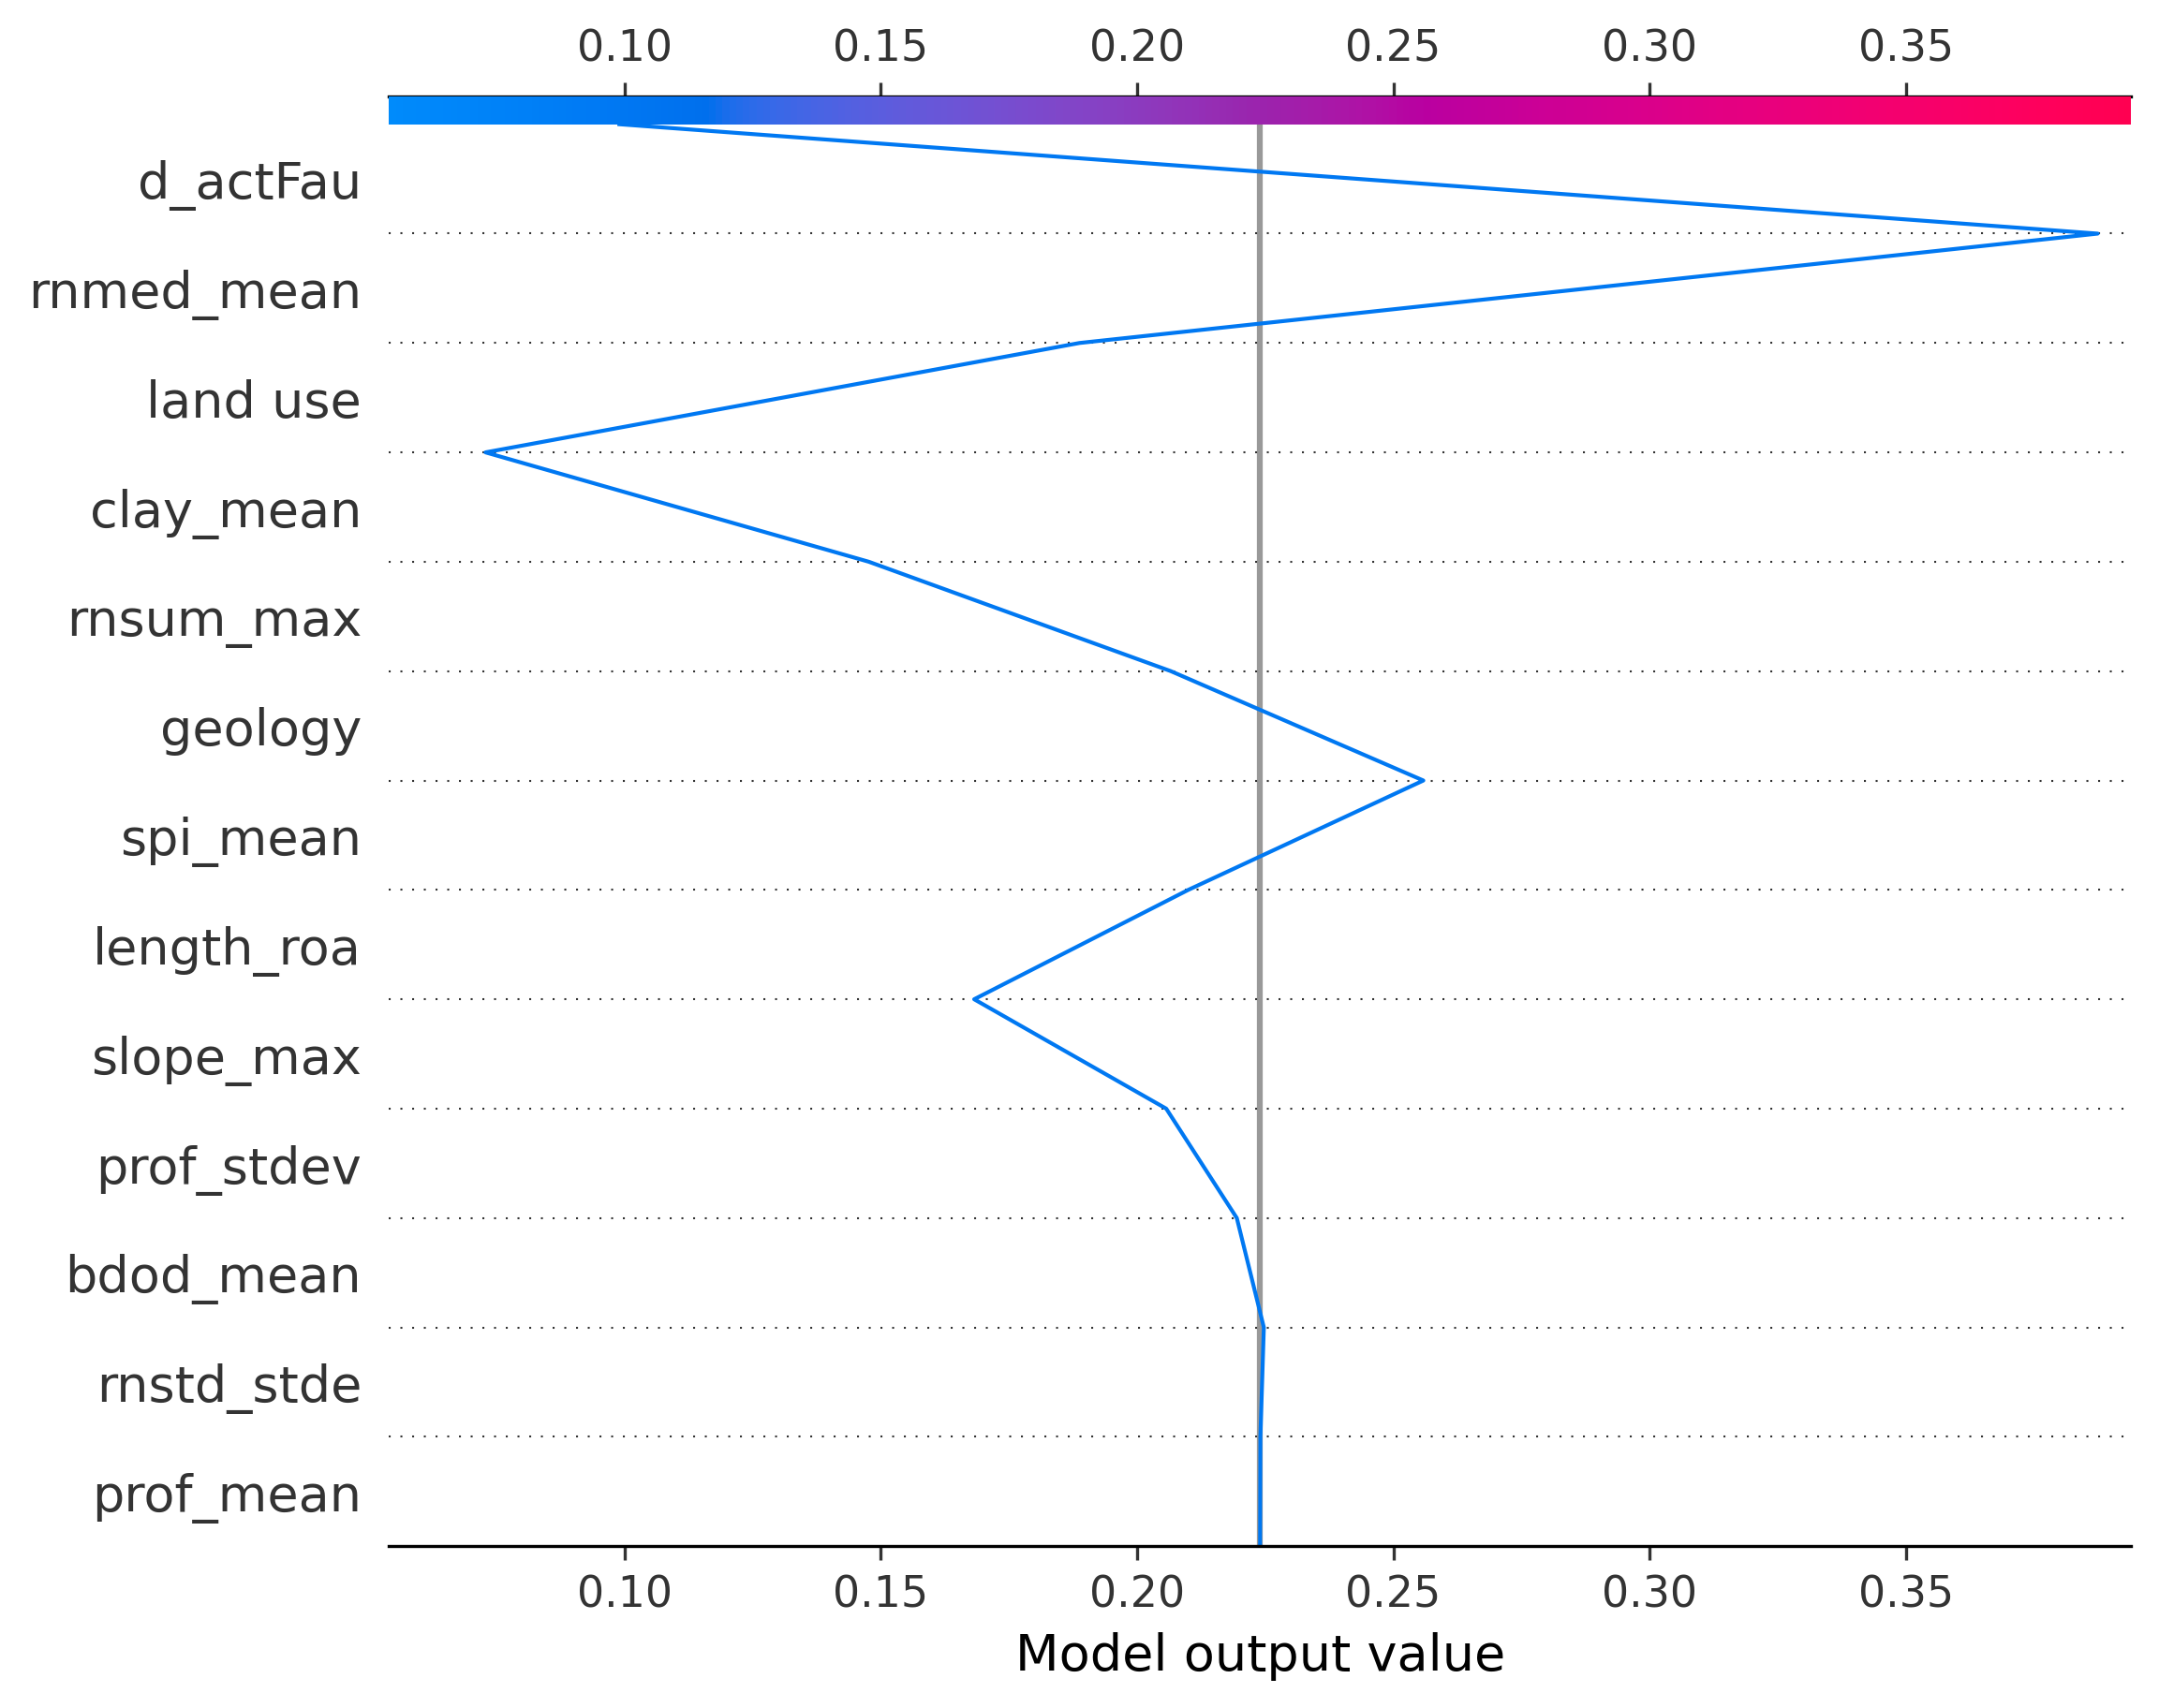 0.10 0.15 0.20 0.25 0.30 0.35
d_actFau
rnmed_mean
land use
clay_mean
rnsum_max
geology
spi_mean
length_roa
slope_max
prof_stdev
bdod_mean
rnstd_stde
prof_mean
0.10 0.15 0.20 0.25 0.30 0.35
Model output value